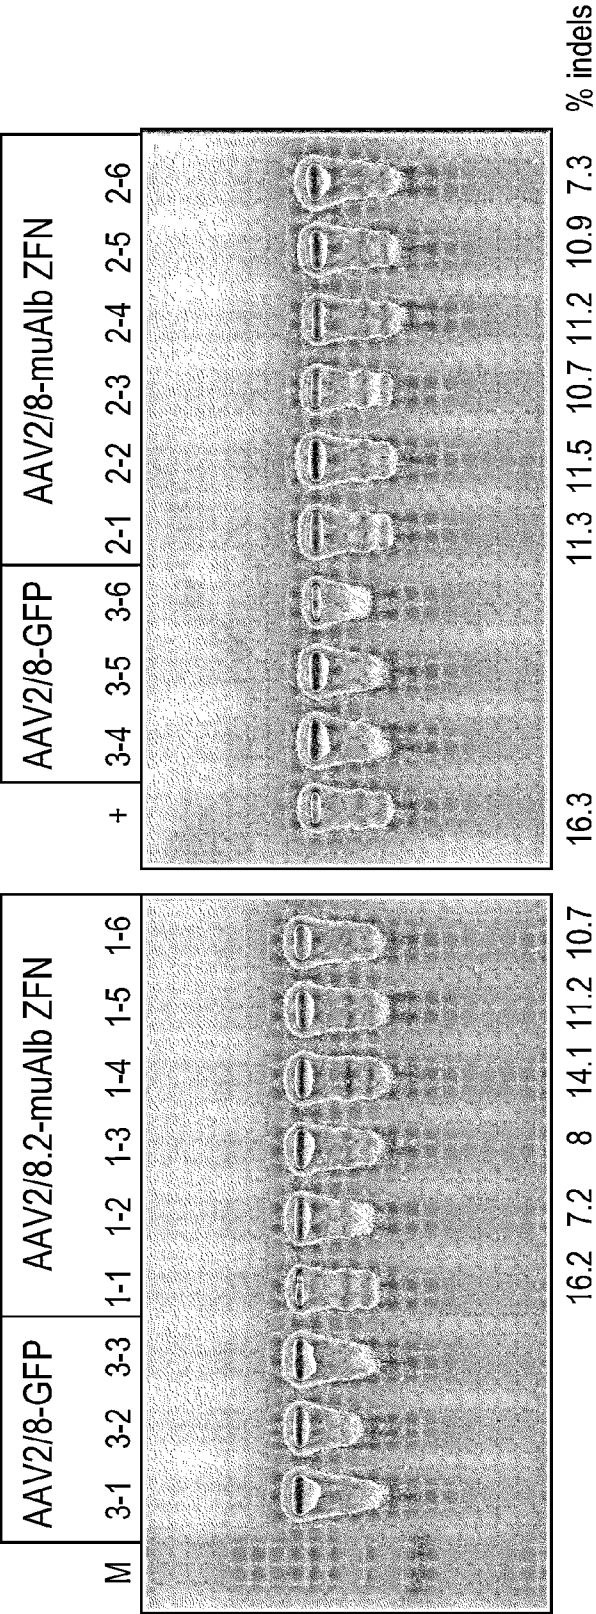 AAV2/8-GFP AAV2/8.2-muAlb ZFN AAV2/8-GFP AAV2/8-muAlb ZFN
M 3-1 3-2 3-3 1-1 1-2 1-3 1-4 1-5 1-6 + 3-4 3-5 3-6 2-1 2-2 2-3 2-4 2-5 2-6
16.2 7.2 8 14.1 11.2 10.7 16.3 11.3 11.5 10.7 11.2 10.9 7.3 % indels